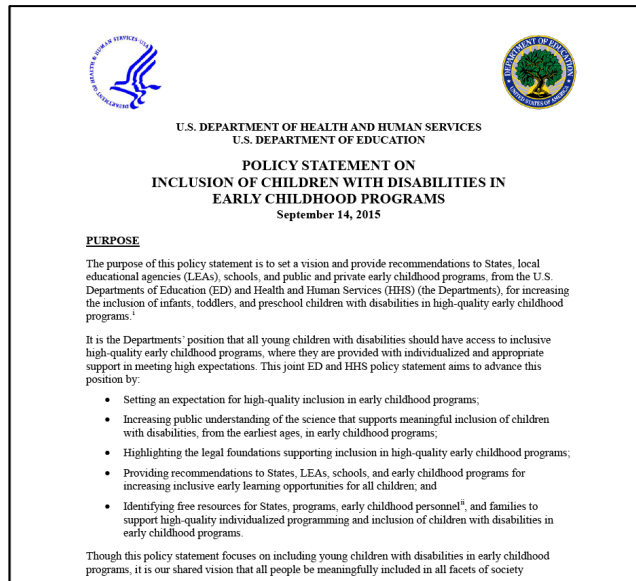 DEPARTMENT OF HEALTH & HUMAN SERVICES·USA
DEPARTMENT OF EDUCATION
UNITED STATES OF AMERICA
U.S. DEPARTMENT OF HEALTH AND HUMAN SERVICES
U.S. DEPARTMENT OF EDUCATION
POLICY STATEMENT ON
INCLUSION OF CHILDREN WITH DISABILITIES IN
EARLY CHILDHOOD PROGRAMS
September 14, 2015
PURPOSE
The purpose of this policy statement is to set a vision and provide recommendations to States, local
educational agencies (LEAs), schools, and public and private early childhood programs, from the U.S.
Departments of Education (ED) and Health and Human Services (HHS) (the Departments), for increasing
the inclusion of infants, toddlers, and preschool children with disabilities in high-quality early childhood
programs.i
It is the Departments' position that all young children with disabilities should have access to inclusive
high-quality early childhood programs, where they are provided with individualized and appropriate
support in meeting high expectations. This joint ED and HHS policy statement aims to advance this
position by:
• Setting an expectation for high-quality inclusion in early childhood programs;
• Increasing public understanding of the science that supports meaningful inclusion of children
with disabilities, from the earliest ages, in early childhood programs;
• Highlighting the legal foundations supporting inclusion in high-quality early childhood programs;
• Providing recommendations to States, LEAs, schools, and early childhood programs for
increasing inclusive early learning opportunities for all children; and
• Identifying free resources for States, programs, early childhood personnelii, and families to
support high-quality individualized programming and inclusion of children with disabilities in
early childhood programs.
Though this policy statement focuses on including young children with disabilities in early childhood
programs, it is our shared vision that all people be meaningfully included in all facets of society